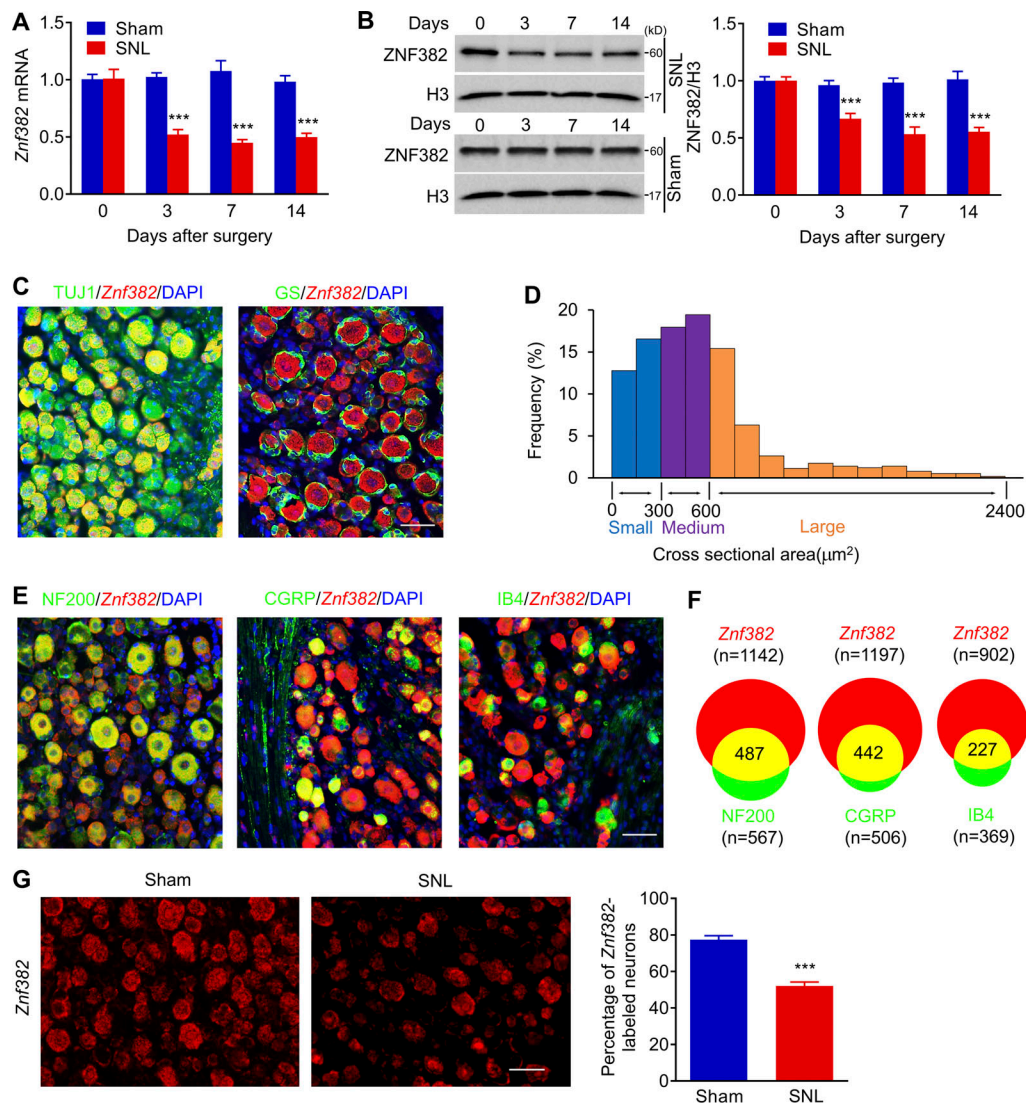 A
Sham
SNL
Znf382 mRNA
1.5
1.0
0.5
0.0
***
***
***
0 3 7 14
Days after surgery
B
Days 0 3 7 14 (kD)
ZNF382
-60
H3
-17
SNL
Days 0 3 7 14
ZNF382
-60
H3
-17
Sham
Sham
SNL
ZNF382/H3
1.5
1.0
0.5
0.0
***
***
***
0 3 7 14
Days after surgery
C
TUJ1/Znf382/DAPI
GS/Znf382/DAPI
D
Frequency (%)
20
15
10
5
0
0 300 600 2400
Small Medium Large
Cross sectional area(μm²)
E
NF200/Znf382/DAPI
CGRP/Znf382/DAPI
IB4/Znf382/DAPI
F
Znf382 Znf382 Znf382
(n=1142) (n=1197) (n=902)
487 442 227
NF200 CGRP IB4
(n=567) (n=506) (n=369)
G
Sham
SNL
Znf382
Percentage of Znf382-
labeled neurons
100
80
60
40
20
0
***
Sham SNL